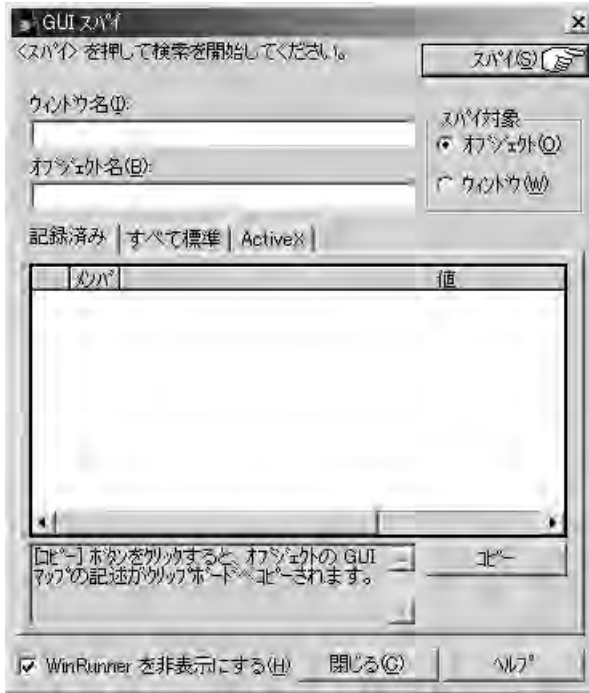 GUI スパイ
<スパイ> を押して検索を開始してください。
スパイ(S)
ウィンドウ名(I):
スパイ対象
オブジェクト(O)
オブジェクト名(B):
ウィンドウ(W)
記録済み
すべて標準
ActiveX
メンバ
値
[コピー] ボタンをクリックすると、オブジェクトの GUI
マップの記述がクリップボードへコピーされます。
コピー
WinRunner を非表示にする(H)
閉じる(C)
ヘルプ